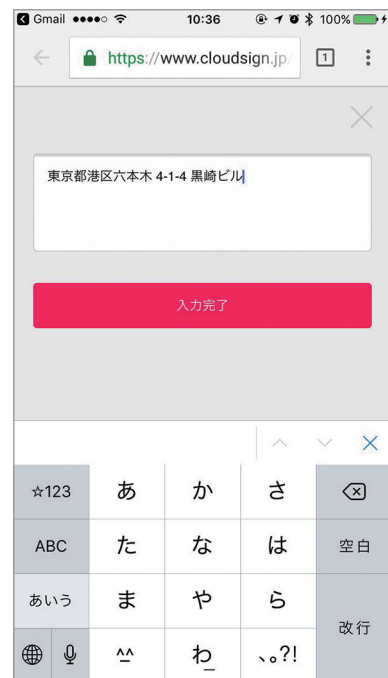 Gmail 10:36 100%
https://www.cloudsign.jp/ 1
東京都港区六本木 4-1-4 黒崎ビル
入力完了
☆123 あ か さ
ABC た な は 空白
あいう ま や ら
^^ わ_ 、。?! 改行